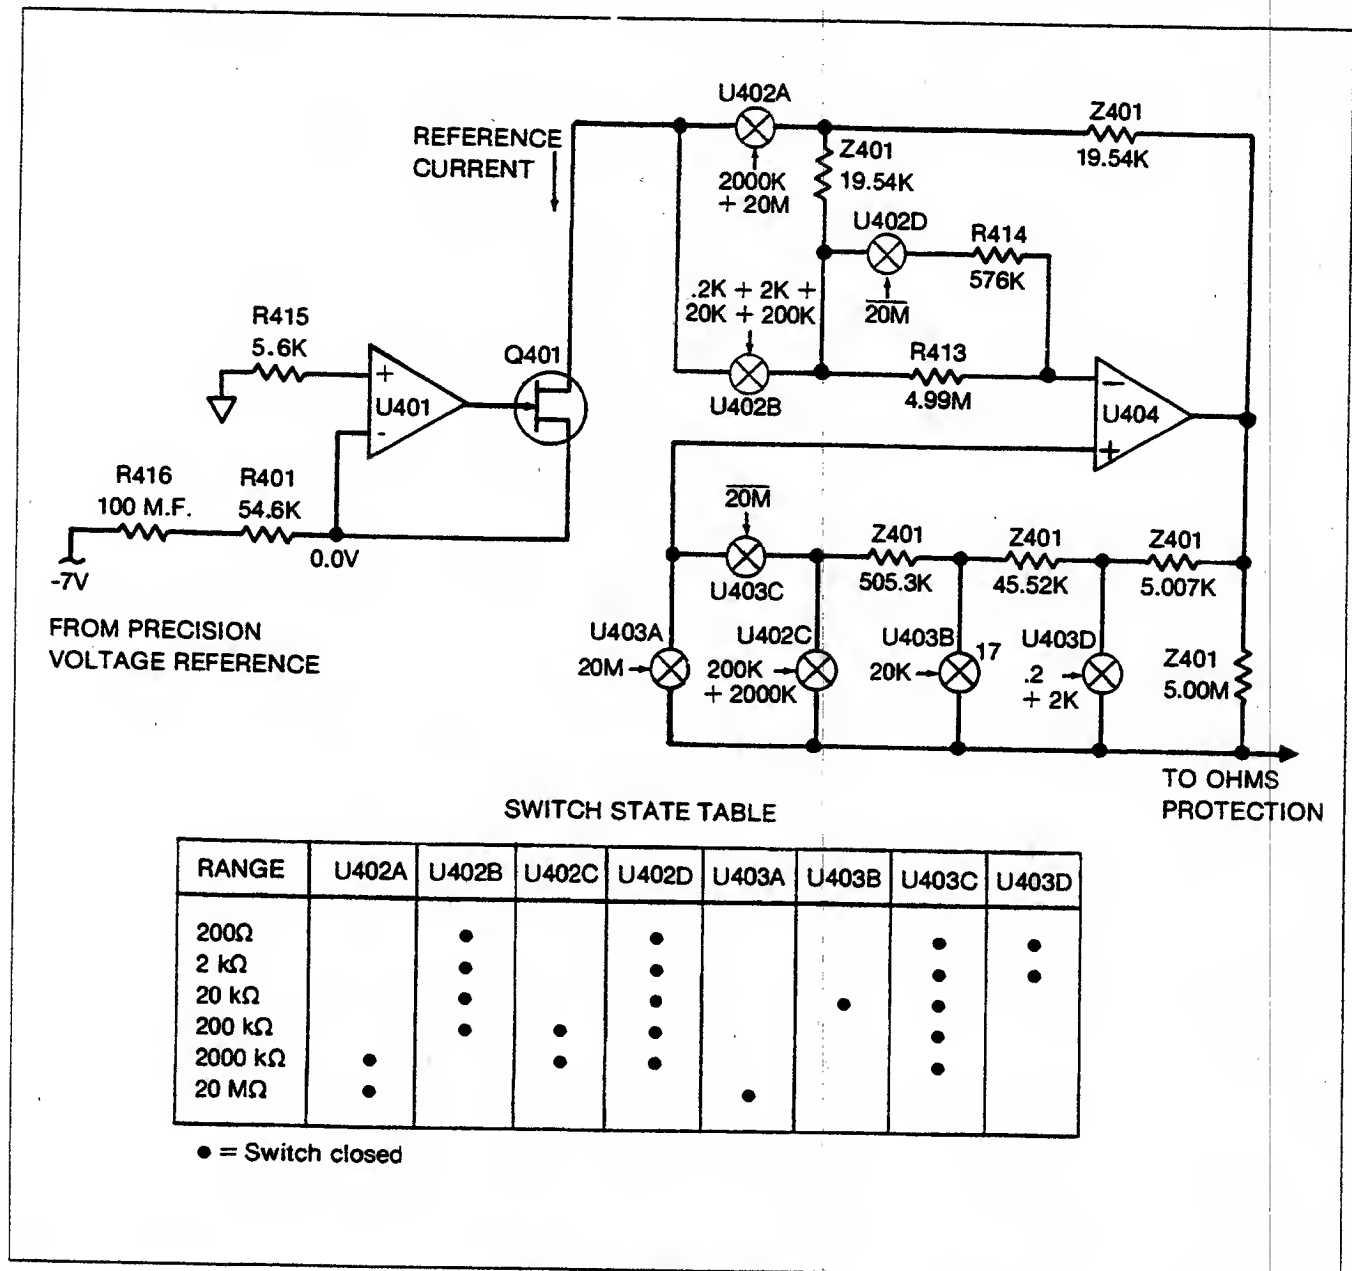 U402A
REFERENCE
CURRENT
2000K
+ 20M
Z401
19.54K
Z401
19.54K
U402D
20M
R414
576K
.2K + 2K +
20K + 200K
U402B
R413
4.99M
R415
5.6K
+
-
U401
Q401
−
+
U404
R416
100 M.F.
R401
54.6K
-7V
0.0V
FROM PRECISION
VOLTAGE REFERENCE
20M
U403C
Z401
505.3K
Z401
45.52K
Z401
5.007K
U403A
20M
U402C
200K
+ 2000K
U403B
17
20K
U403D
.2
+ 2K
Z401
5.00M
TO OHMS
PROTECTION
SWITCH STATE TABLE
RANGE U402A U402B U402C U402D U403A U403B U403C U403D
200Ω ● ● ● ●
2 kΩ ● ● ● ●
20 kΩ ● ● ● ●
200 kΩ ● ● ● ●
2000 kΩ ● ● ● ●
20 MΩ ● ●
● = Switch closed